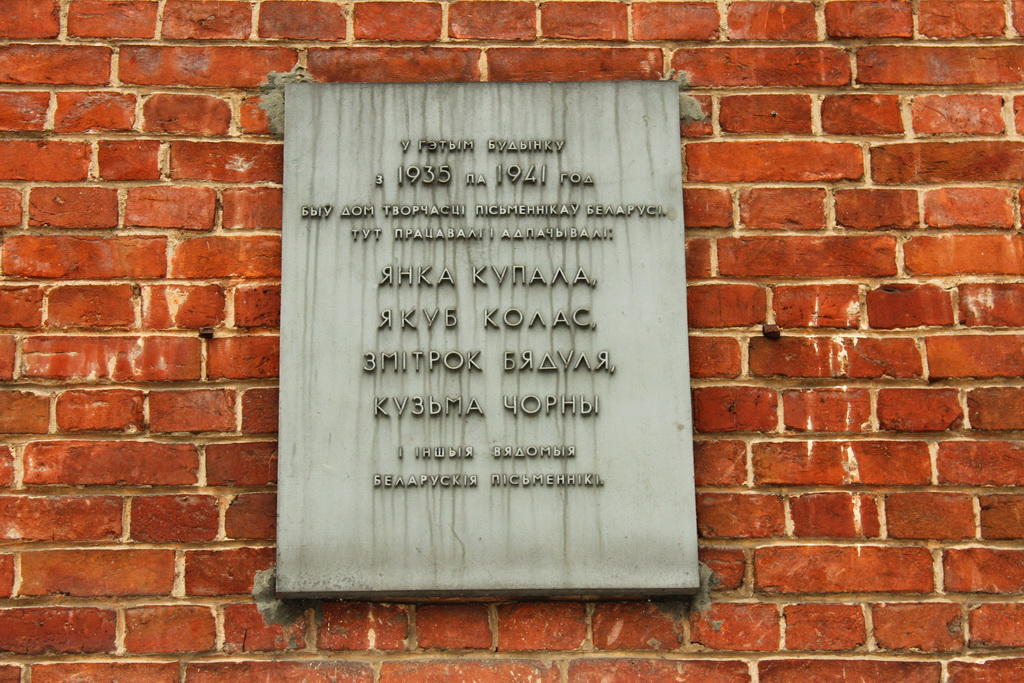 У ГЭТЫМ БУДЫНКУ
З 1935 ПА 1941 ГОД
БЫЎ ДОМ ТВОРЧАСЦІ ПІСЬМЕННІКАЎ БЕЛАРУСІ.
ТУТ ПРАЦАВАЛІ І АДПАЧЫВАЛІ:
ЯНКА КУПАЛА,
ЯКУБ КОЛАС,
ЗМІТРОК БЯДУЛЯ,
КУЗЬМА ЧОРНЫ
І ІНШЫЯ ВЯДОМЫЯ
БЕЛАРУСКІЯ ПІСЬМЕННІКІ.